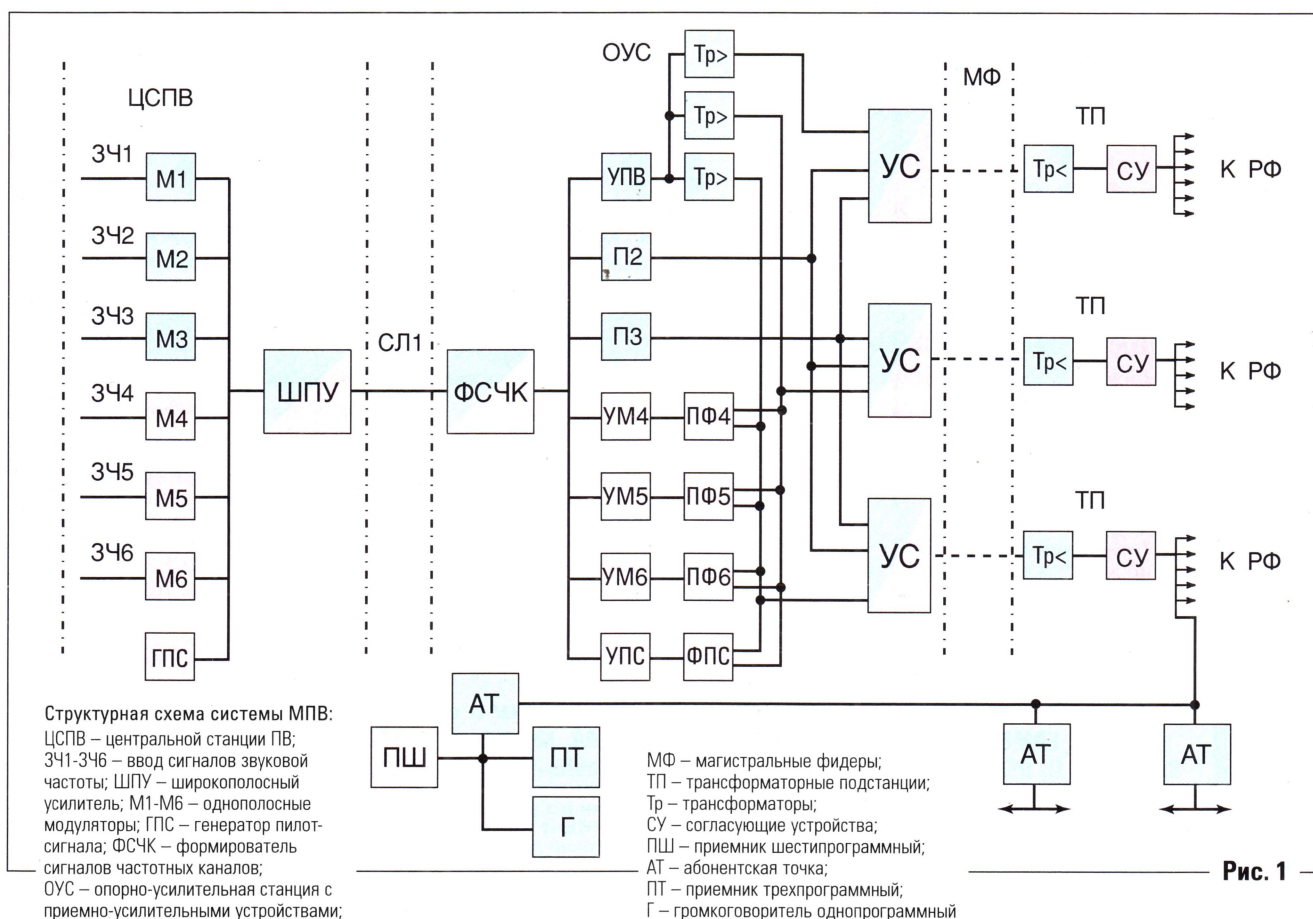 ЦСПВ
ЗЧ1
М1
ЗЧ2
М2
ЗЧ3
М3
ЗЧ4
М4
ЗЧ5
М5
ЗЧ6
М6
ГПС
ШПУ
СЛ1
ФСЧК
ОУС
Тр>
Тр>
УПВ
Тр>
П2
П3
УМ4
ПФ4
УМ5
ПФ5
УМ6
ПФ6
УПС
ФПС
УС
УС
УС
МФ
ТП
Тр<
СУ
К РФ
ТП
Тр<
СУ
К РФ
ТП
Тр<
СУ
К РФ
АТ
ПШ
ПТ
Г
АТ
АТ
Структурная схема системы МПВ:
ЦСПВ – центральной станции ПВ;
ЗЧ1-ЗЧ6 – ввод сигналов звуковой
частоты; ШПУ – широкополосный
усилитель; М1-М6 – однополосные
модуляторы; ГПС – генератор пилот-
сигнала; ФСЧК – формирователь
сигналов частотных каналов;
ОУС – опорно-усилительная станция с
приемно-усилительными устройствами;
МФ – магистральные фидеры;
ТП – трансформаторные подстанции;
Тр – трансформаторы;
СУ – согласующие устройства;
ПШ – приемник шестипрограммный;
АТ – абонентская точка;
ПТ – приемник трехпрограммный;
Г – громкоговоритель однопрограммный
Рис. 1